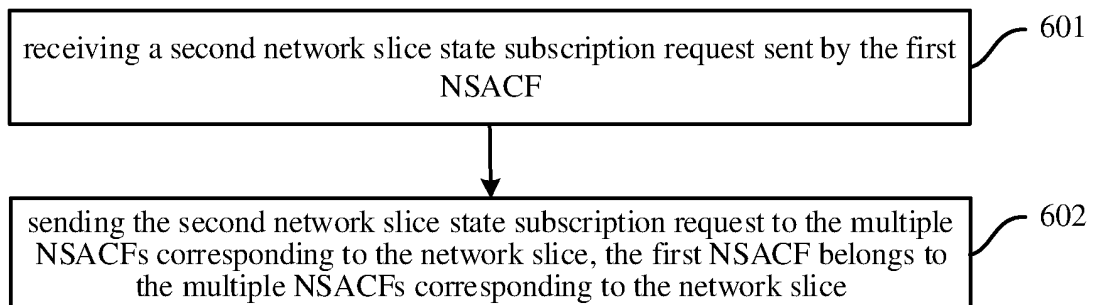 receiving a second network slice state subscription request sent by the first
NSACF
601
sending the second network slice state subscription request to the multiple
NSACFs corresponding to the network slice, the first NSACF belongs to
the multiple NSACFs corresponding to the network slice
602